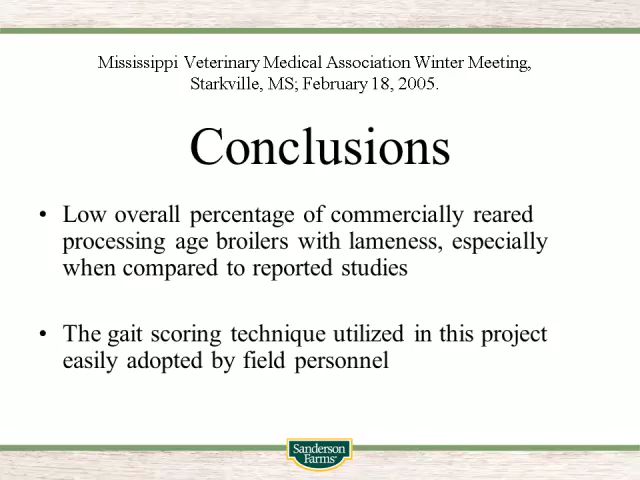 Mississippi Veterinary Medical Association Winter Meeting,
Starkville, MS; February 18, 2005.
Conclusions
• Low overall percentage of commercially reared
processing age broilers with lameness, especially
when compared to reported studies
• The gait scoring technique utilized in this project
easily adopted by field personnel
Sanderson
Farms®